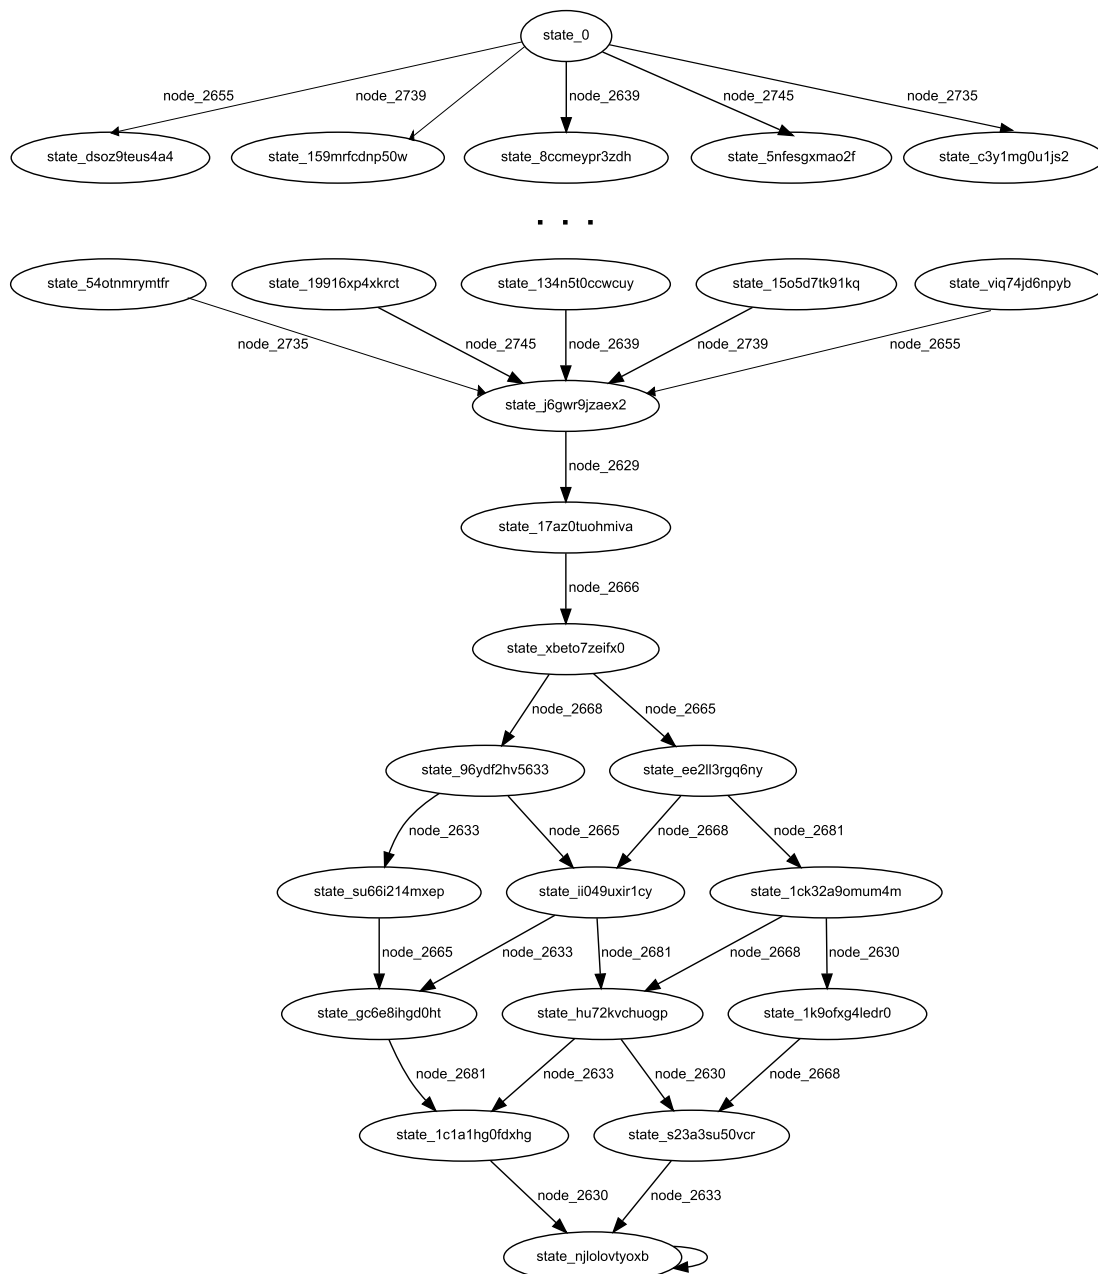 state_0
node_2655 node_2739 node_2639 node_2745 node_2735
state_dsoz9teus4a4 state_159mrfcdnp50w state_8ccmeypr3zdh state_5nfesgxmao2f state_c3y1mg0u1js2
. . .
state_54otnmrymtfr state_19916xp4xkrct state_134n5t0ccwcuy state_15o5d7tk91kq state_viq74jd6npyb
node_2735 node_2745 node_2639 node_2739 node_2655
state_j6gwr9jzaex2
node_2629
state_17az0tuohmiva
node_2666
state_xbeto7zeifx0
node_2668 node_2665
state_96ydf2hv5633 state_ee2ll3rgq6ny
node_2633 node_2665 node_2668 node_2681
state_su66i214mxep state_ii049uxir1cy state_1ck32a9omum4m
node_2665 node_2633 node_2681 node_2668 node_2630
state_gc6e8ihgd0ht state_hu72kvchuogp state_1k9ofxg4ledr0
node_2681 node_2633 node_2630 node_2668
state_1c1a1hg0fdxhg state_s23a3su50vcr
node_2630 node_2633
state_njlolovtyoxb